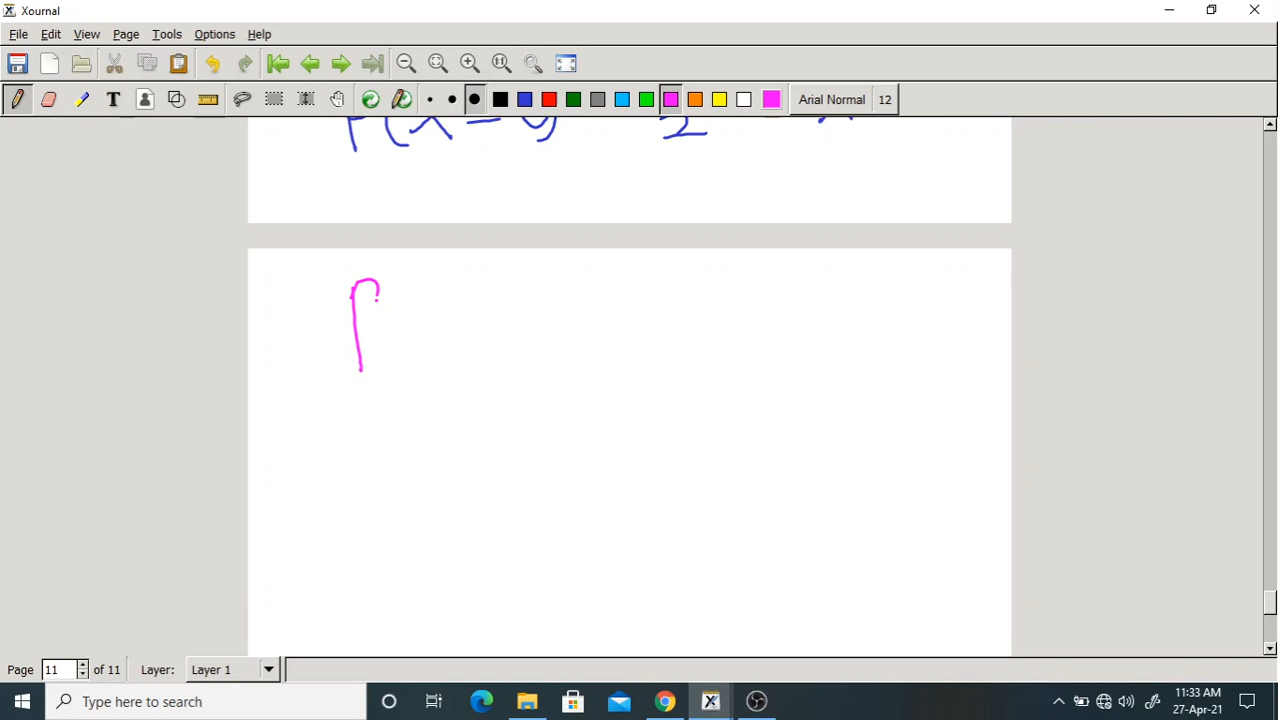 Xournal
File Edit View Page Tools Options Help
Arial Normal 12
Page 11 of 11 Layer: Layer 1
Type here to search
11:33 AM
27-Apr-21